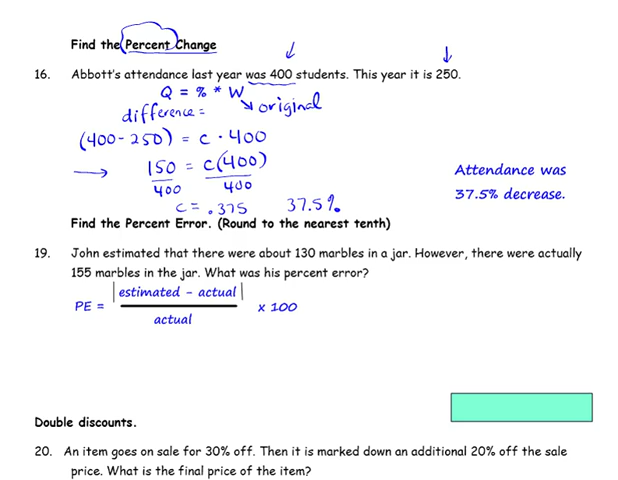 Find the Percent Change
16. Abbott's attendance last year was 400 students. This year it is 250.
Q = % * W
difference = original
(400 - 250) = c · 400
150 = c(400)
400 400
c = .375 37.5%
Attendance was
37.5% decrease.
Find the Percent Error. (Round to the nearest tenth)
19. John estimated that there were about 130 marbles in a jar. However, there were actually
155 marbles in the jar. What was his percent error?
PE = |estimated - actual| x 100
actual
Double discounts.
20. An item goes on sale for 30% off. Then it is marked down an additional 20% off the sale
price. What is the final price of the item?